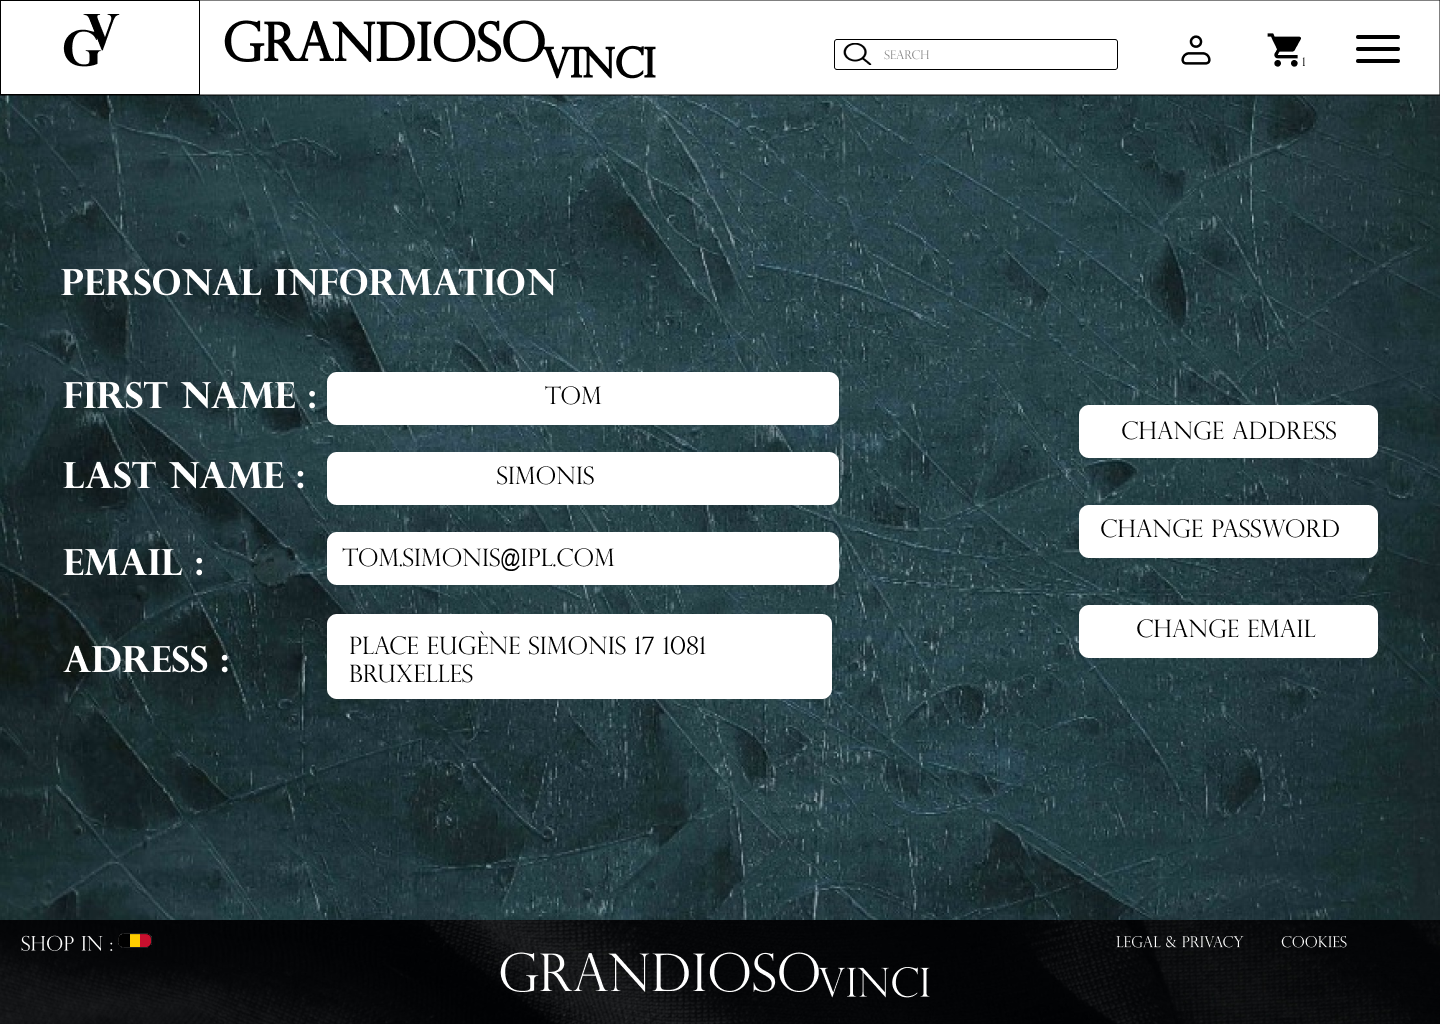 GV
GRANDIOSOVINCI
SEARCH
1
PERSONAL INFORMATION
FIRST NAME : TOM
LAST NAME : SIMONIS
EMAIL : TOM.SIMONIS@IPL.COM
ADRESS : PLACE EUGÈNE SIMONIS 17 1081
BRUXELLES
CHANGE ADDRESS
CHANGE PASSWORD
CHANGE EMAIL
SHOP IN :
GRANDIOSOVINCI
LEGAL & PRIVACY
COOKIES